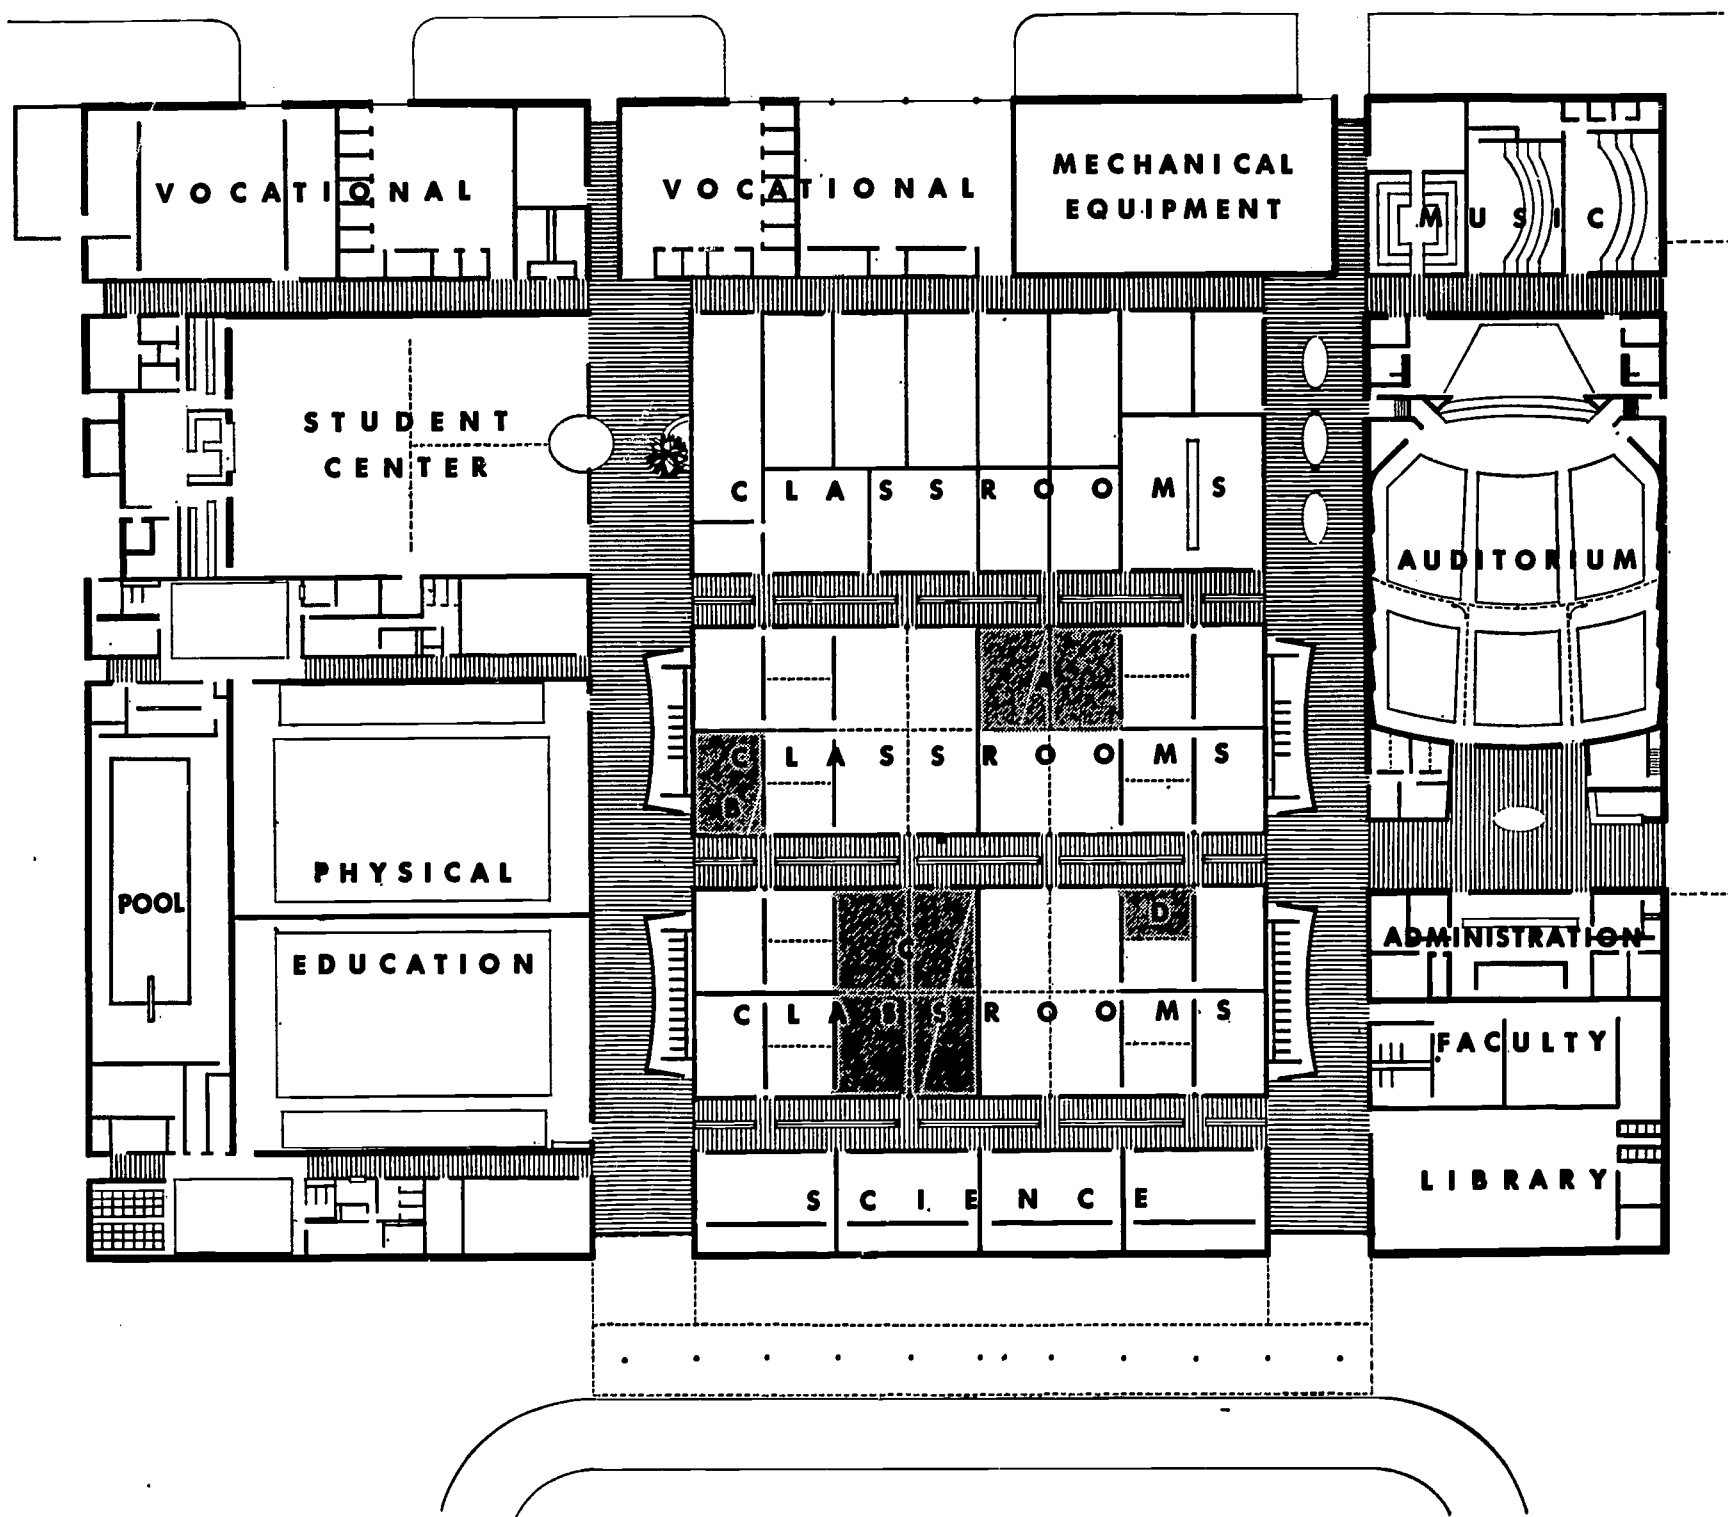 VOCATIONAL
VOCATIONAL
MECHANICAL
EQUIPMENT
MUSIC
STUDENT
CENTER
CLASSROOMS
AUDITORIUM
A
CLASSROOMS
B
PHYSICAL
POOL
EDUCATION
C
D
ADMINISTRATION
CLASSROOMS
FACULTY
SCIENCE
LIBRARY